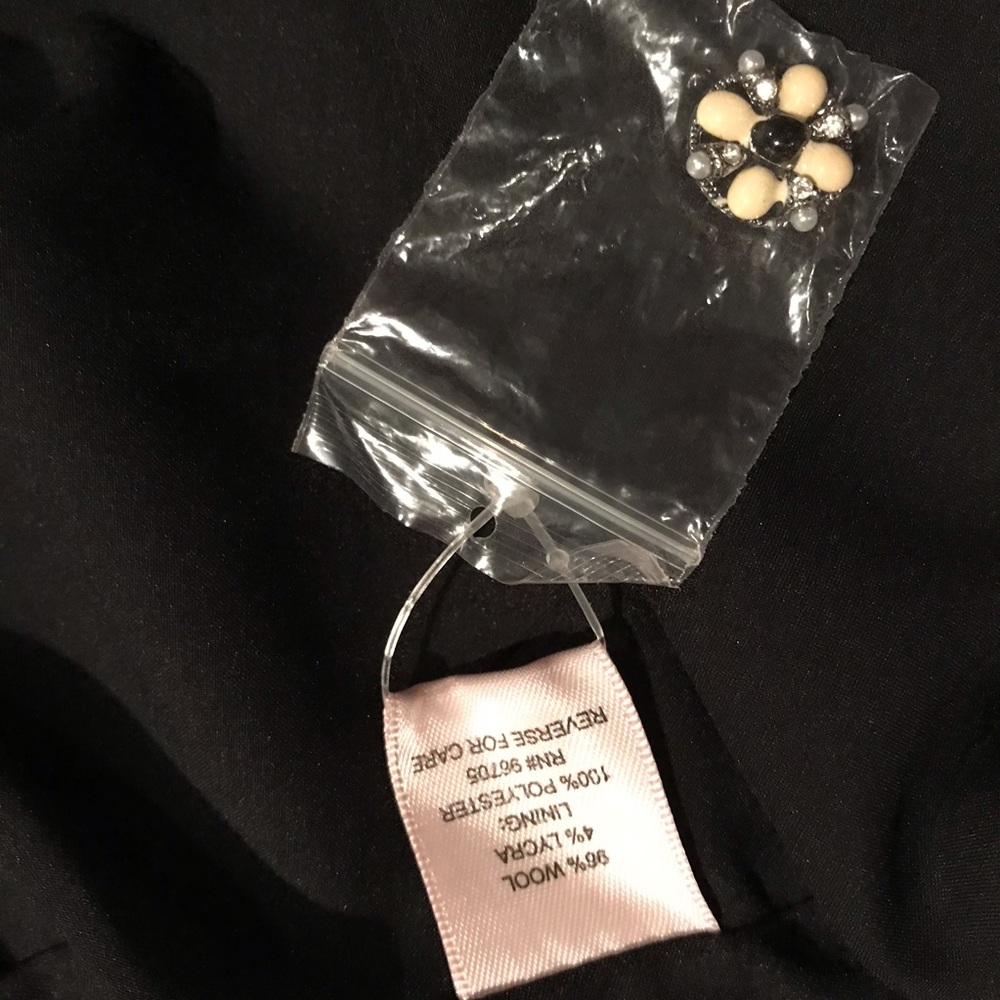 96% WOOL
4% LYCRA
LINING:
100% POLYESTER
RN# 96705
REVERSE FOR CARE